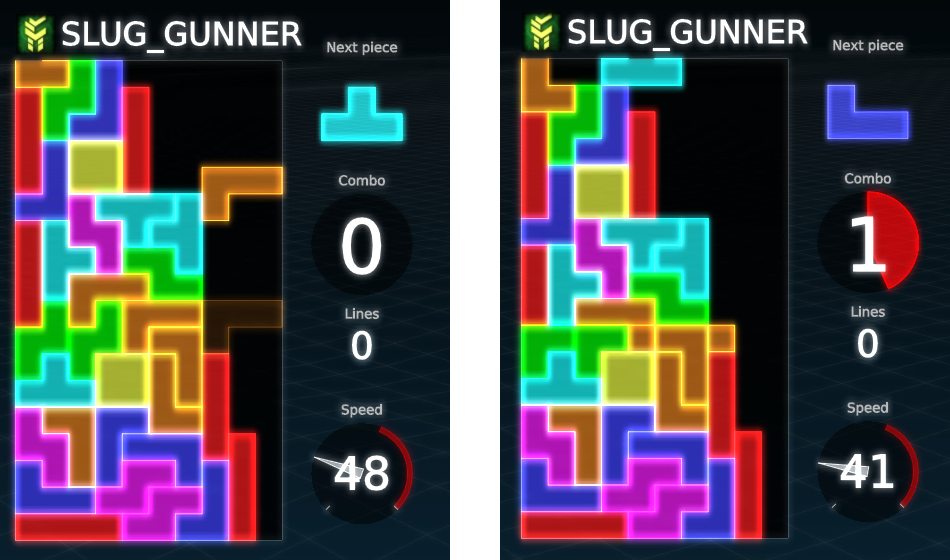 SLUG_GUNNER
Next piece
Combo
0
Lines
0
Speed
48
SLUG_GUNNER
Next piece
Combo
1
Lines
0
Speed
41